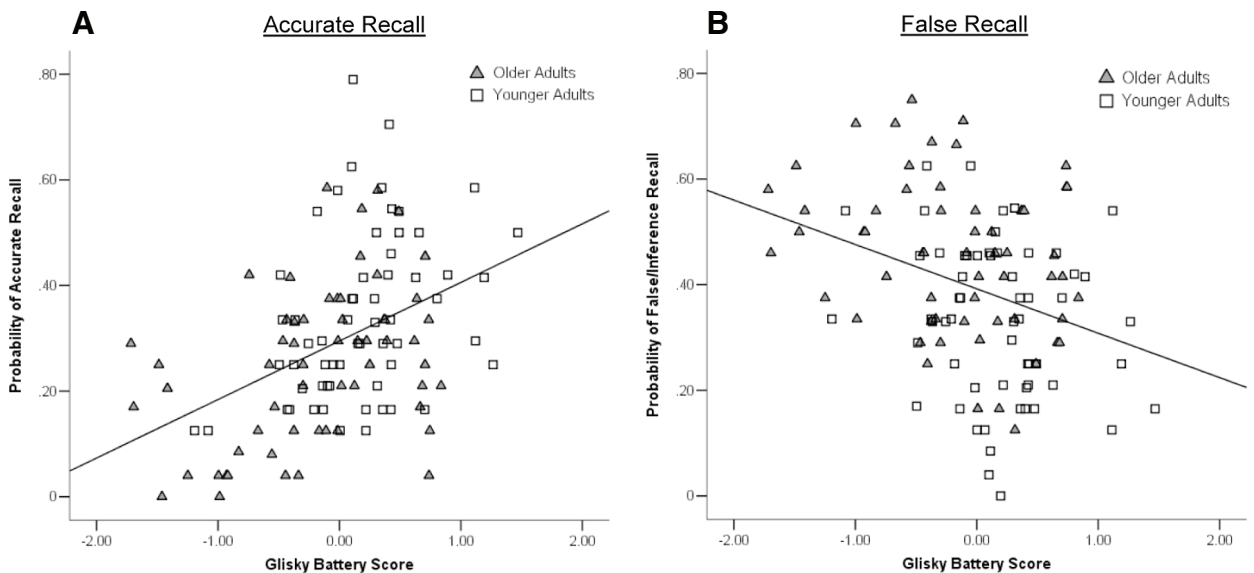 A
Accurate Recall
Older Adults
Younger Adults
Probability of Accurate Recall
.80
.60
.40
.20
0
-2.00 -1.00 0.00 1.00 2.00
Glisky Battery Score
B
False Recall
Older Adults
Younger Adults
Probability of False/Inference Recall
.80
.60
.40
.20
0
-2.00 -1.00 0.00 1.00 2.00
Glisky Battery Score